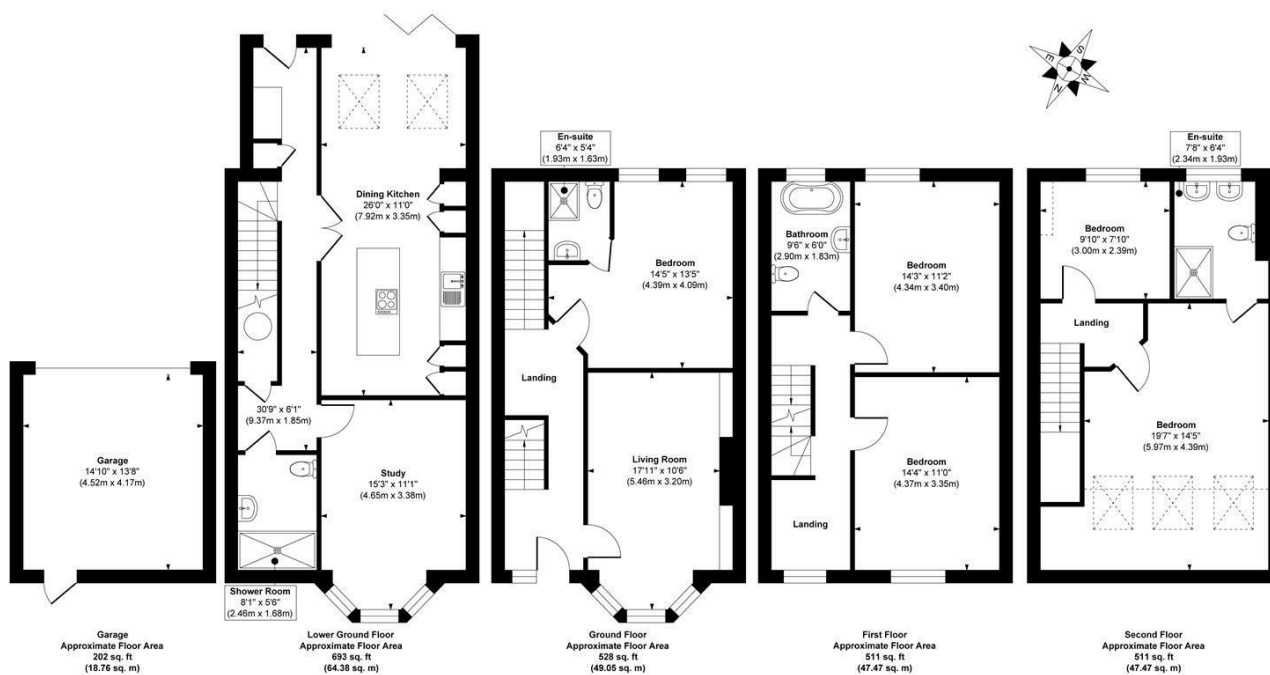 S
E
W
N
En-suite
6'4" x 5'4"
(1.93m x 1.63m)
En-suite
7'8" x 6'4"
(2.34m x 1.93m)
Dining Kitchen
26'0" x 11'0"
(7.92m x 3.35m)
Bedroom
14'5" x 13'5"
(4.39m x 4.09m)
Bathroom
9'6" x 6'0"
(2.90m x 1.83m)
Bedroom
14'3" x 11'2"
(4.34m x 3.40m)
Bedroom
9'10" x 7'10"
(3.00m x 2.39m)
Landing
Landing
30'9" x 6'1"
(9.37m x 1.85m)
Garage
14'10" x 13'8"
(4.52m x 4.17m)
Study
15'3" x 11'1"
(4.65m x 3.38m)
Living Room
17'11" x 10'6"
(5.46m x 3.20m)
Bedroom
14'4" x 11'0"
(4.37m x 3.35m)
Bedroom
19'7" x 14'5"
(5.97m x 4.39m)
Landing
Shower Room
8'1" x 5'6"
(2.46m x 1.68m)
Garage
Approximate Floor Area
202 sq. ft
(18.76 sq. m)
Lower Ground Floor
Approximate Floor Area
693 sq. ft
(64.38 sq. m)
Ground Floor
Approximate Floor Area
528 sq. ft
(49.05 sq. m)
First Floor
Approximate Floor Area
511 sq. ft
(47.47 sq. m)
Second Floor
Approximate Floor Area
511 sq. ft
(47.47 sq. m)